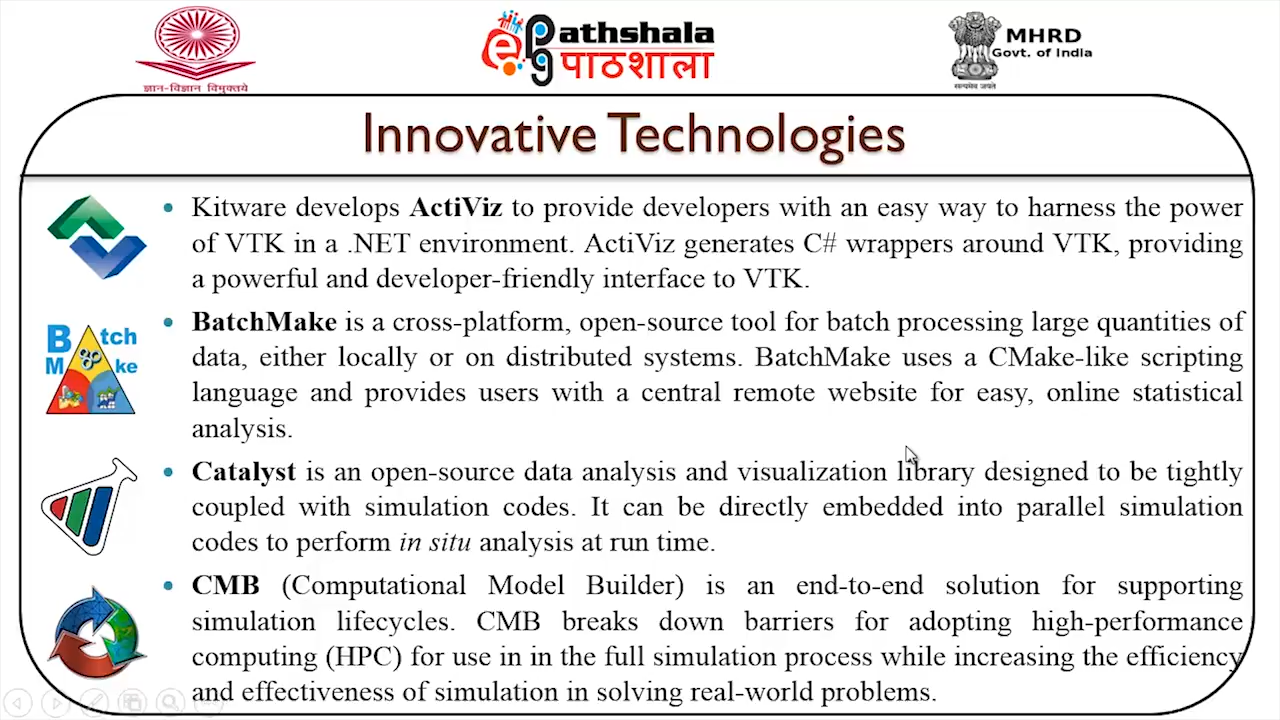 ज्ञान-विज्ञान विमुक्तये
ePathshala
पाठशाला
MHRD
Govt. of India
सत्यमेव जयते
Innovative Technologies
• Kitware develops ActiViz to provide developers with an easy way to harness the power
of VTK in a .NET environment. ActiViz generates C# wrappers around VTK, providing
a powerful and developer-friendly interface to VTK.
Batch
Make
• BatchMake is a cross-platform, open-source tool for batch processing large quantities of
data, either locally or on distributed systems. BatchMake uses a CMake-like scripting
language and provides users with a central remote website for easy, online statistical
analysis.
• Catalyst is an open-source data analysis and visualization library designed to be tightly
coupled with simulation codes. It can be directly embedded into parallel simulation
codes to perform in situ analysis at run time.
• CMB (Computational Model Builder) is an end-to-end solution for supporting
simulation lifecycles. CMB breaks down barriers for adopting high-performance
computing (HPC) for use in in the full simulation process while increasing the efficiency
and effectiveness of simulation in solving real-world problems.